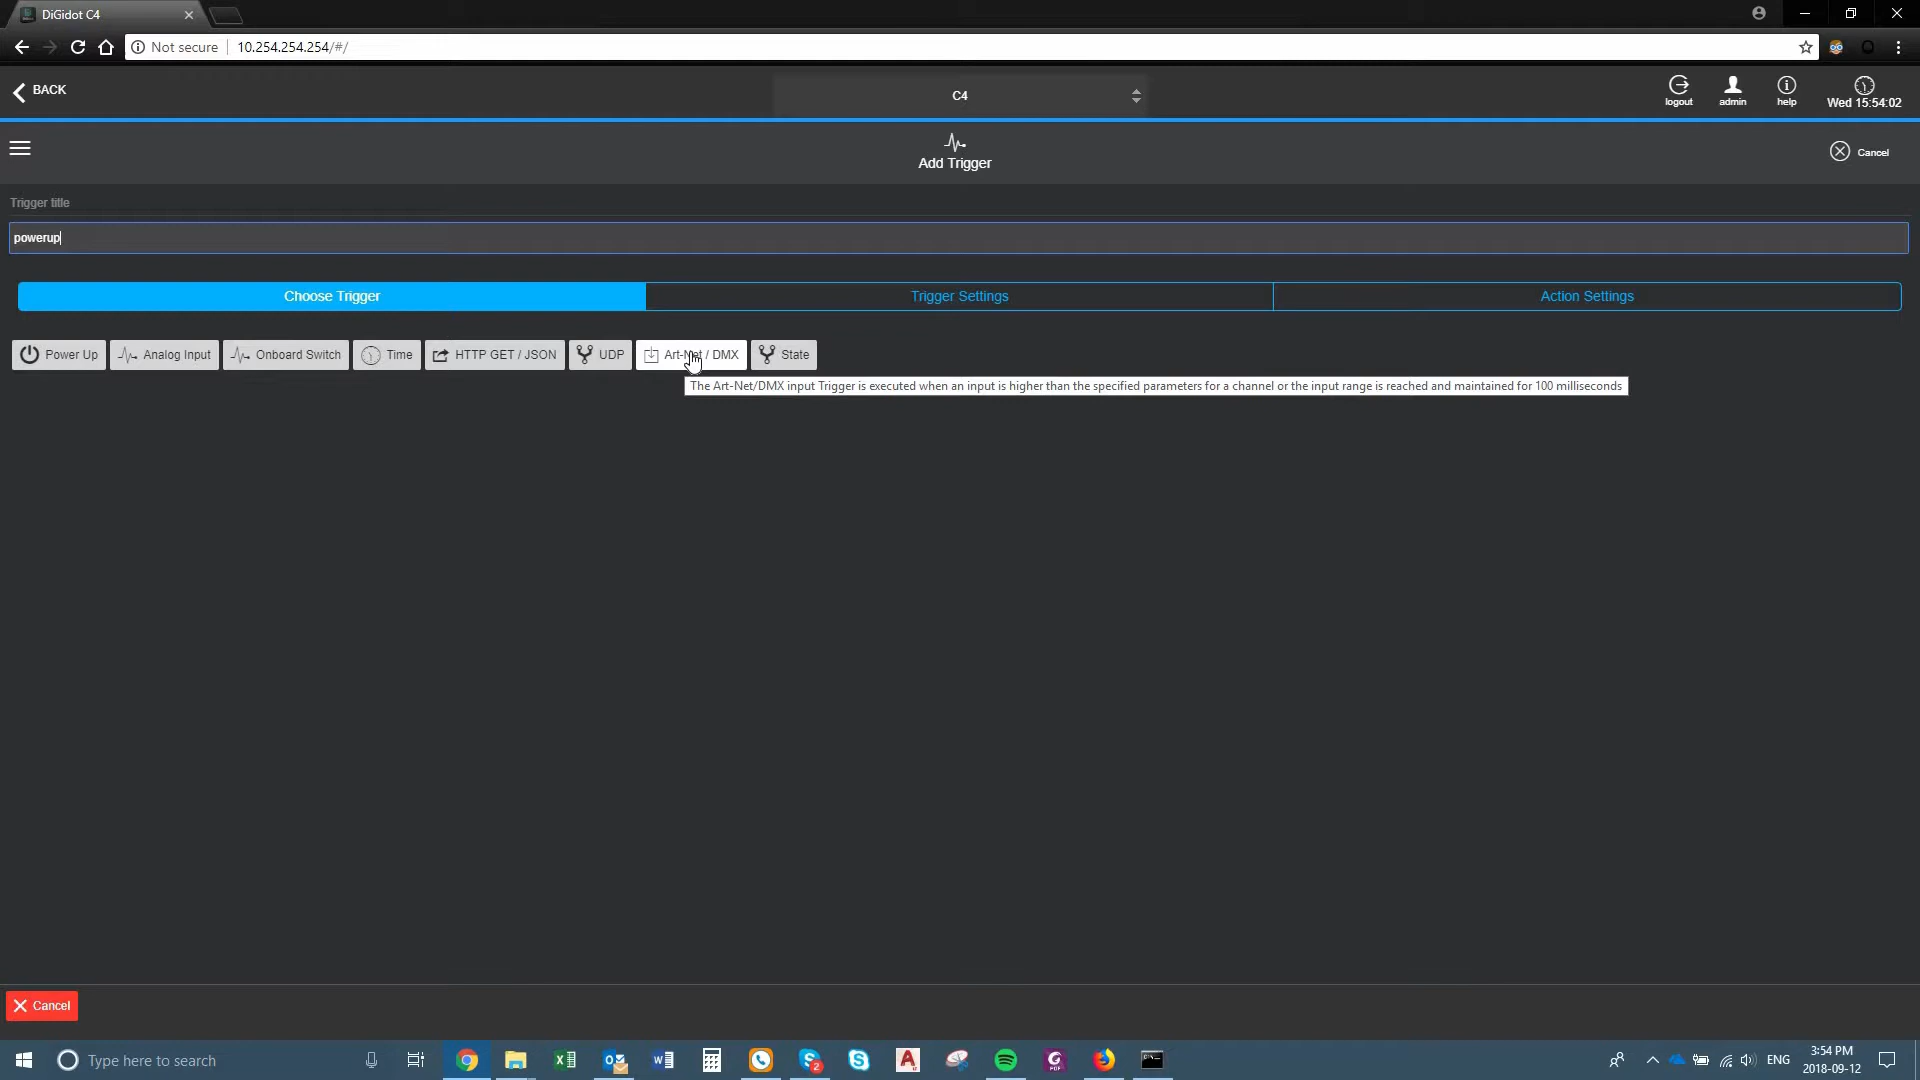 DiGidot C4
Not secure
10.254.254.254/#/
BACK
C4
logout
admin
help
Wed 15:54:02
Add Trigger
Cancel
Trigger title
powerup
Choose Trigger
Trigger Settings
Action Settings
Power Up
Analog Input
Onboard Switch
Time
HTTP GET / JSON
UDP
Art-Net / DMX
State
The Art-Net/DMX input Trigger is executed when an input is higher than the specified parameters for a channel or the input range is reached and maintained for 100 milliseconds
Cancel
Type here to search
2
ENG
3:54 PM
2018-09-12